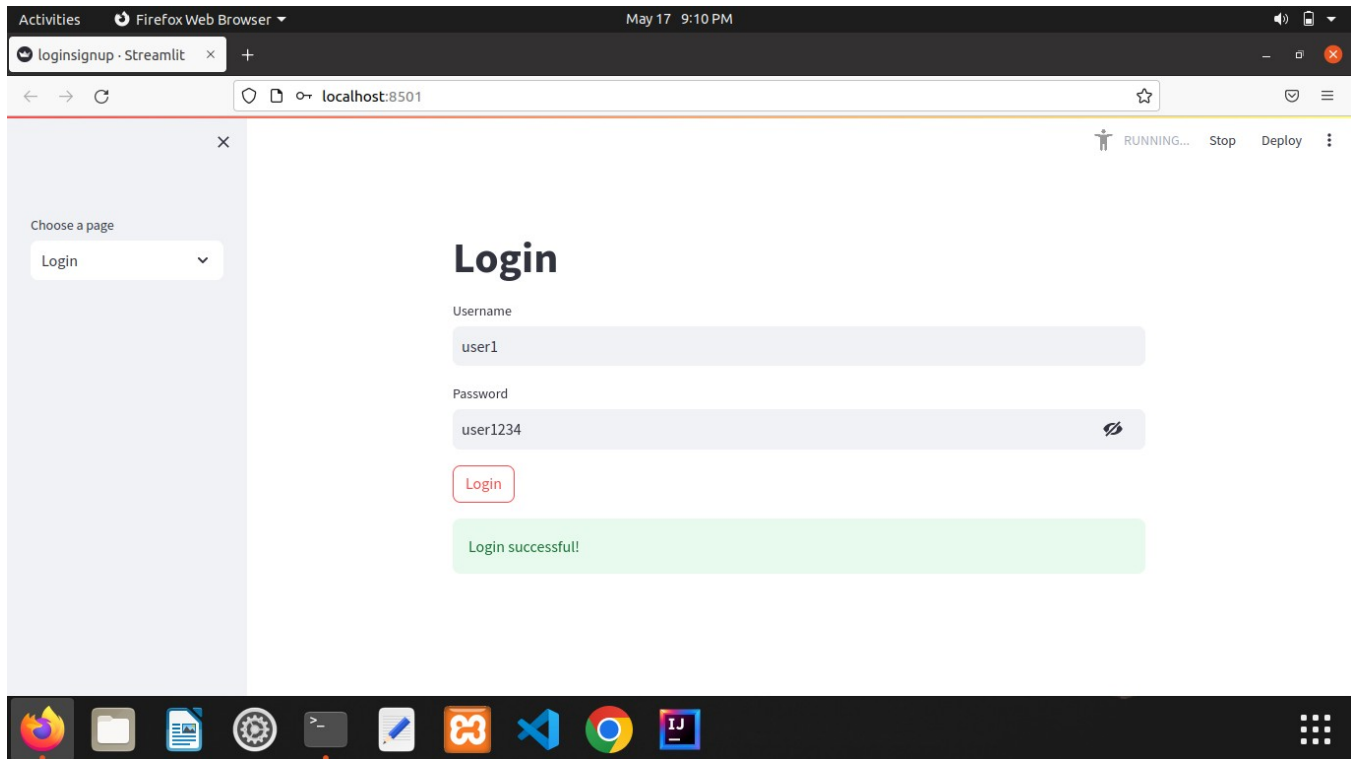 Activities Firefox Web Browser May 17 9:10 PM
loginsignup · Streamlit
localhost:8501
RUNNING... Stop Deploy
Choose a page
Login
Login
Username
user1
Password
user1234
Login
Login successful!
>_
IJ